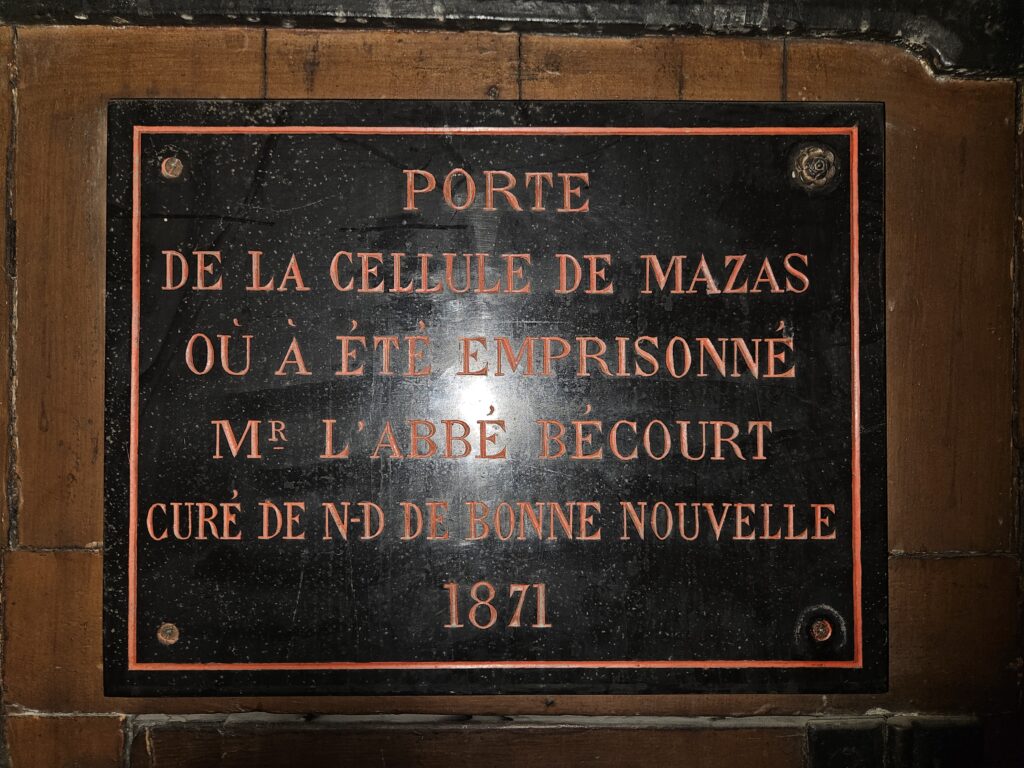 PORTE
DE LA CELLULE DE MAZAS
OÙ À ÉTÉ EMPRISONNÉ
MR L'ABBÉ BÉCOURT
CURÉ DE N-D DE BONNE NOUVELLE
1871